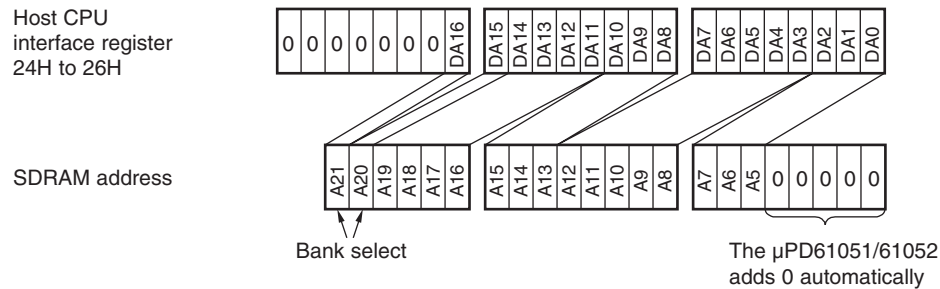 Host CPU
interface register
24H to 26H
0 0 0 0 0 0 0 DA16 DA15 DA14 DA13 DA12 DA11 DA10 DA9 DA8 DA7 DA6 DA5 DA4 DA3 DA2 DA1 DA0
SDRAM address
A21 A20 A19 A18 A17 A16 A15 A14 A13 A12 A11 A10 A9 A8 A7 A6 A5 0 0 0 0 0
Bank select
The µPD61051/61052
adds 0 automatically